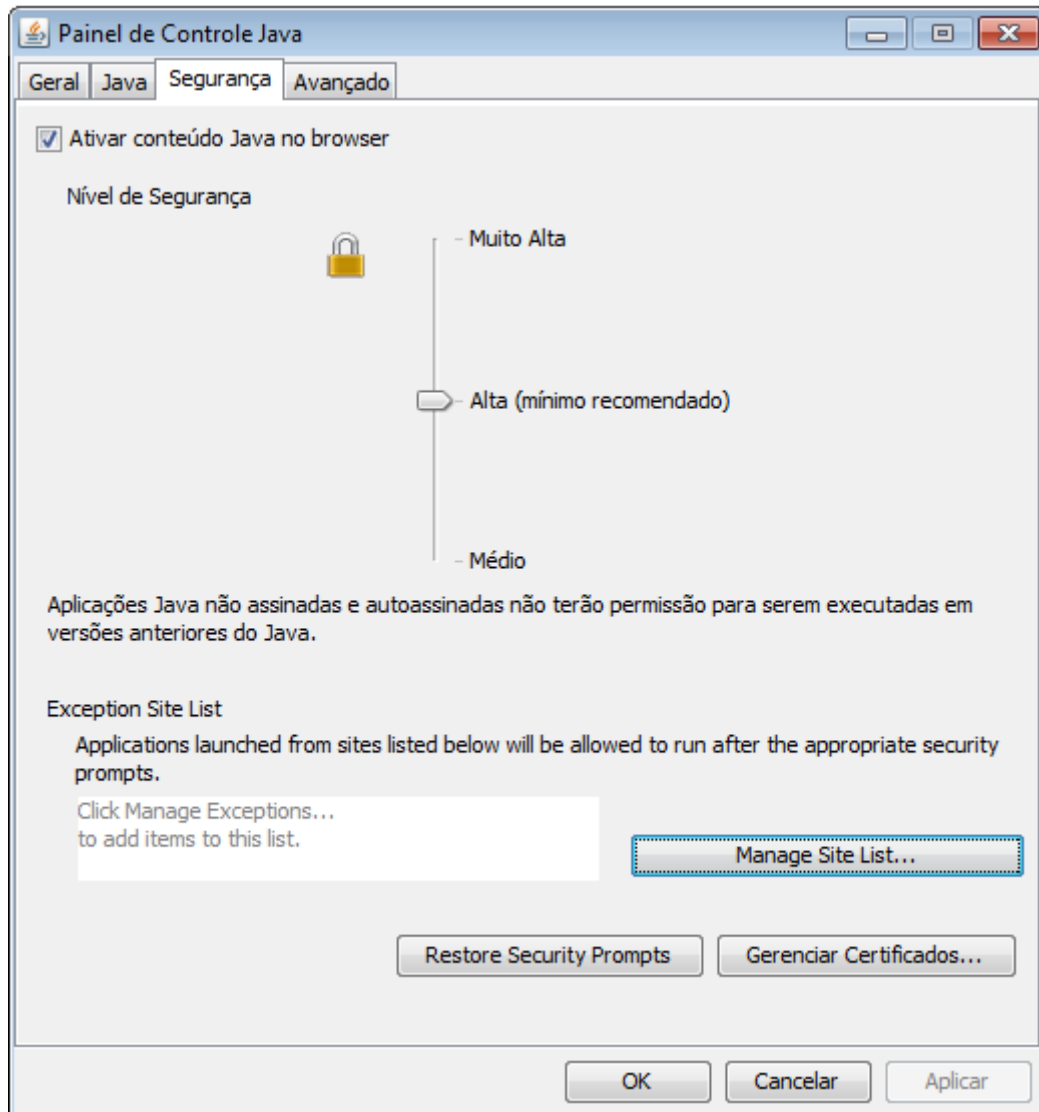 Painel de Controle Java
Geral Java Segurança Avançado
Ativar conteúdo Java no browser
Nível de Segurança
Muito Alta
Alta (mínimo recomendado)
Médio
Aplicações Java não assinadas e autoassinadas não terão permissão para serem executadas em
versões anteriores do Java.
Exception Site List
Applications launched from sites listed below will be allowed to run after the appropriate security
prompts.
Click Manage Exceptions...
to add items to this list.
Manage Site List...
Restore Security Prompts Gerenciar Certificados...
OK Cancelar Aplicar